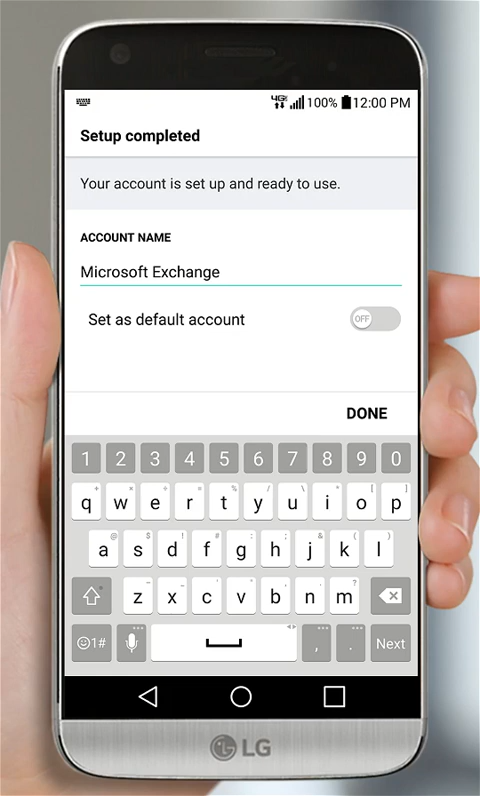 4G 100% 12:00 PM
Setup completed
Your account is set up and ready to use.
ACCOUNT NAME
Microsoft Exchange
Set as default account OFF
DONE
1 2 3 4 5 6 7 8 9 0
q w e r t y u i o p
a s d f g h j k l
z x c v b n m
1# , . Next
LG